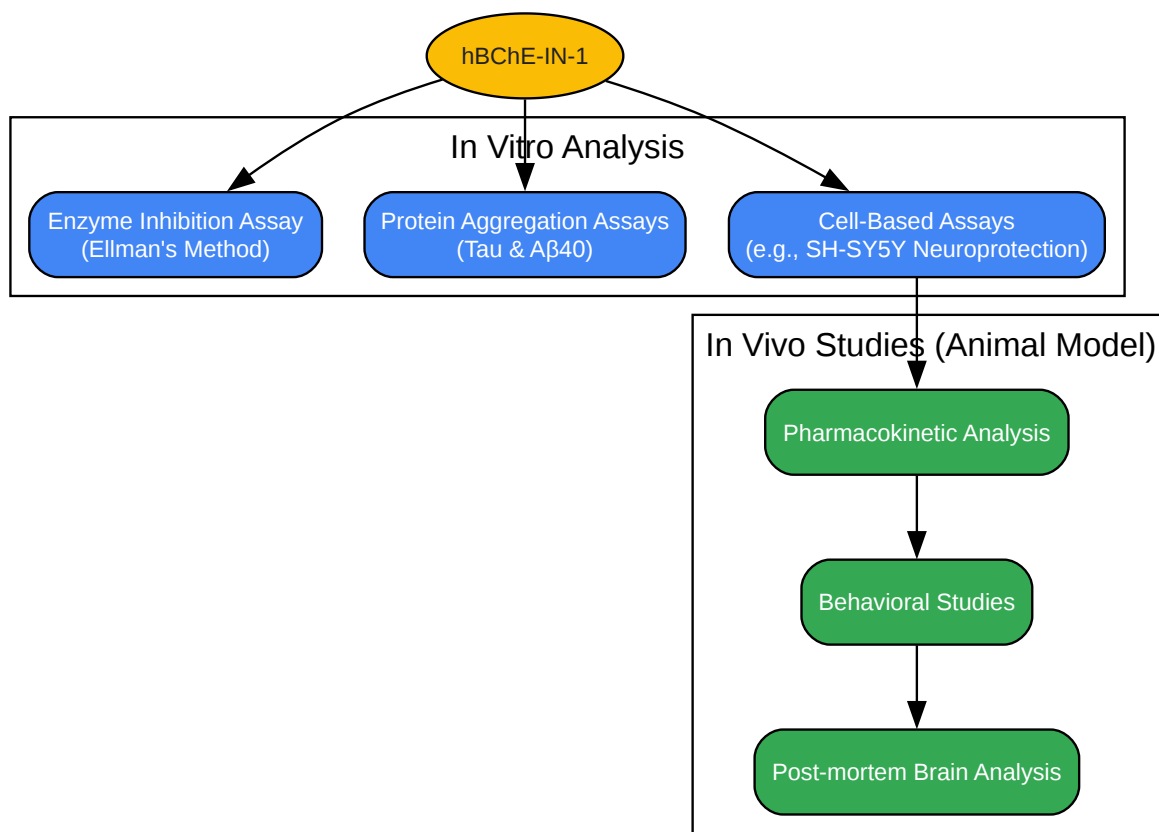 hBChE-IN-1
In Vitro Analysis
Enzyme Inhibition Assay
(Ellman's Method)
Protein Aggregation Assays
(Tau & Aβ40)
Cell-Based Assays
(e.g., SH-SY5Y Neuroprotection)
In Vivo Studies (Animal Model)
Pharmacokinetic Analysis
Behavioral Studies
Post-mortem Brain Analysis